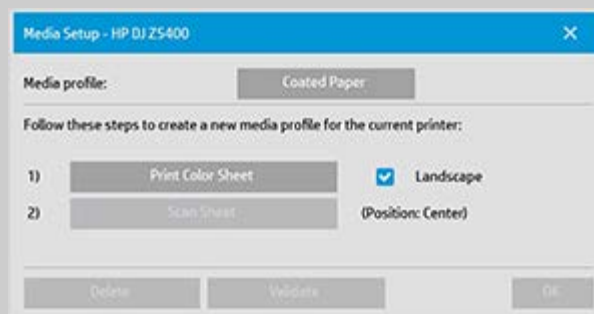 Media Setup - HP DJ Z5400
Media profile: Coated Paper
Follow these steps to create a new media profile for the current printer:
1) Print Color Sheet Landscape
2) Scan Sheet (Position: Center)
Delete Validate OK